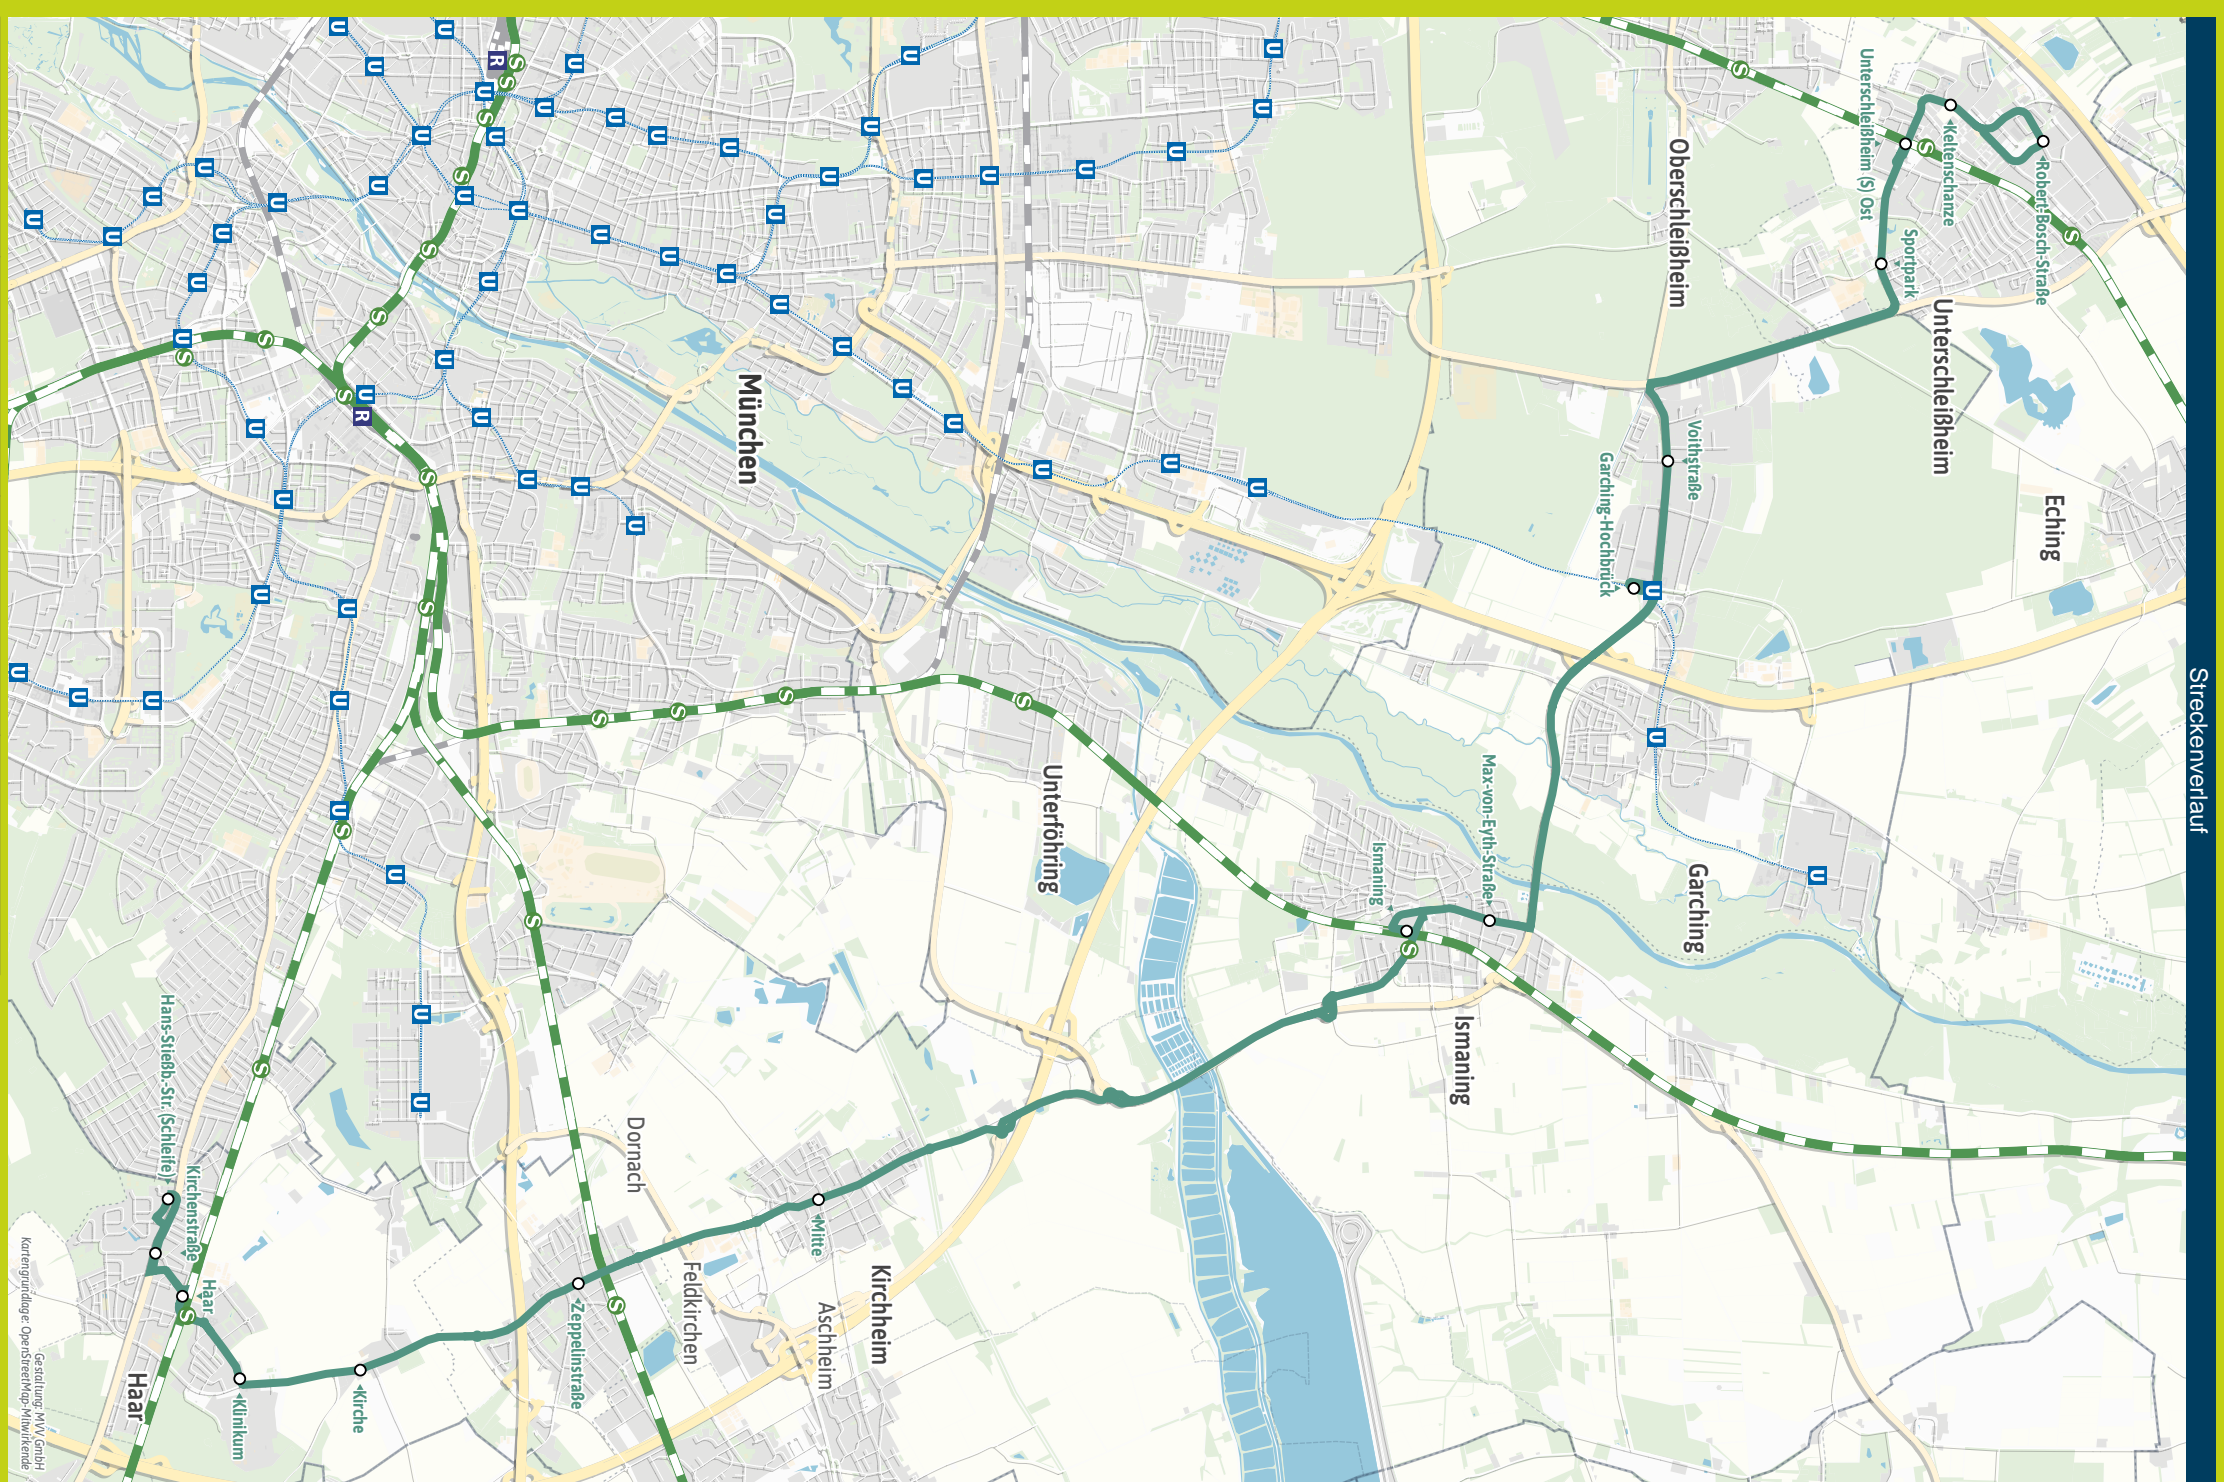 Streckenverlauf
Robert-Bosch-Straße
Keltenschanze
Unterschleißheim (S) Ost
Sportpark
Unterschleißheim
Eching
Oberschleißheim
Voithstraße
Garching-Hochbrück
Garching
Max-von-Eyth-Straße
Ismaning
Ismaning
Unterföhring
München
Mitte
Kirchheim
Aschheim
Feldkirchen
Dornach
Zeppelinstraße
Kirche
Klinikum
Haar
Haar
Kirchenstraße
Hans-Stießb.-Str. (Schleife)
R
R
U
S
Gestaltung: MVV GmbH
Kartengrundlage: OpenStreetMap-Mitwirkende